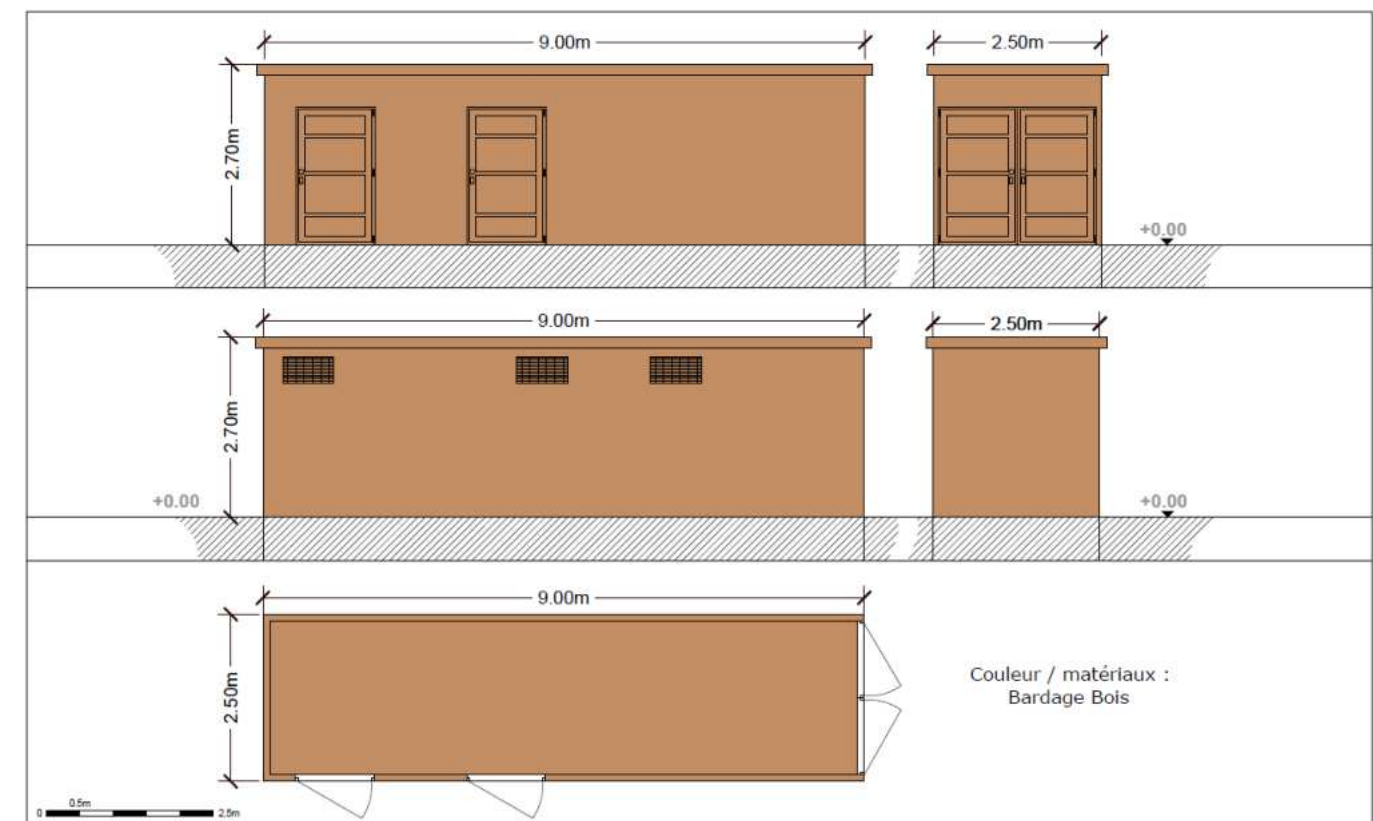 9.00m
2.50m
2.70m
+0.00
9.00m
2.50m
2.70m
+0.00
+0.00
9.00m
2.50m
Couleur / matériaux :
Bardage Bois
0
0.5m
2.5m